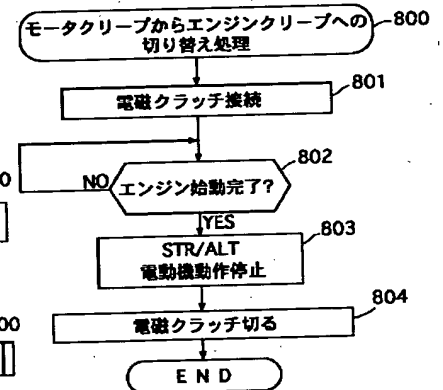 モータクリープからエンジンクリープへの
切り替え処理
800
電磁クラッチ接続
801
エンジン始動完了?
802
NO
YES
STR/ALT
電動機動作停止
803
電磁クラッチ切る
804
END
0
00